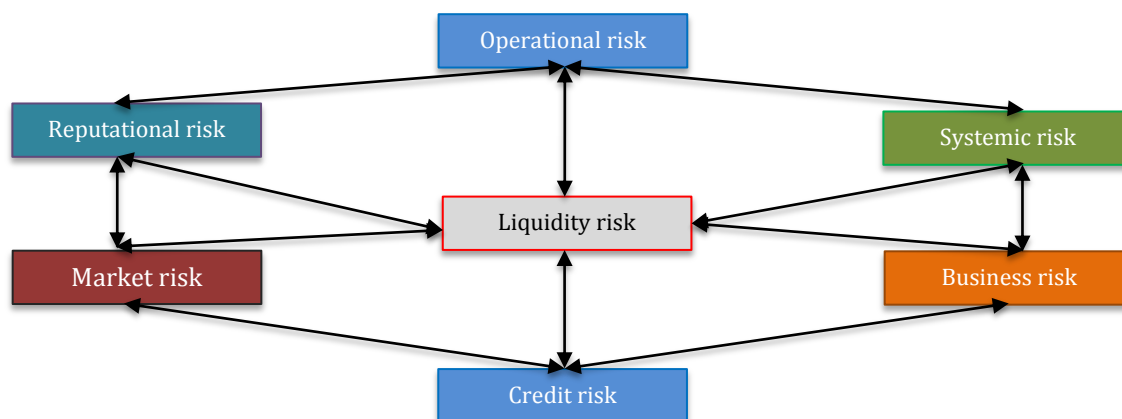 Operational risk
Reputational risk
Systemic risk
Liquidity risk
Market risk
Business risk
Credit risk